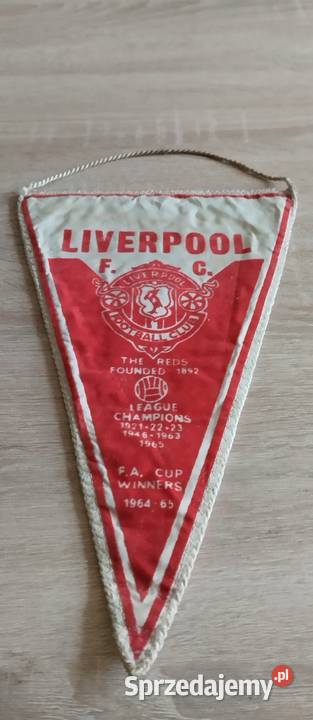 LIVERPOOL
F. C.
LIVERPOOL
FOOTBALL CLUB
THE REDS
FOUNDED 1892
LEAGUE
CHAMPIONS
1921-22-23
1946-1963
1965
F.A. CUP
WINNERS
1964-65
Sprzedajemy.pl